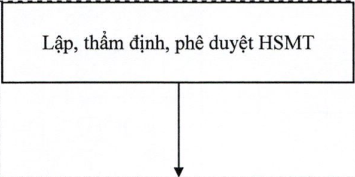 Lập, thẩm định, phê duyệt HSMT